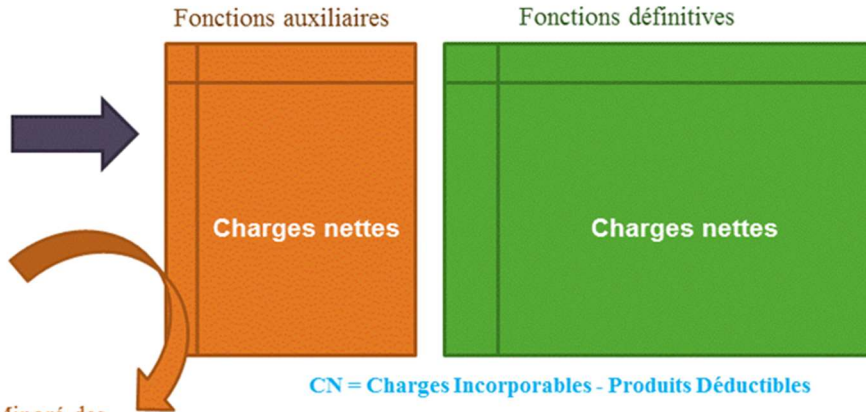 Fonctions auxiliaires
Fonctions définitives
Charges nettes
Charges nettes
CN = Charges Incorporables - Produits Déductibles